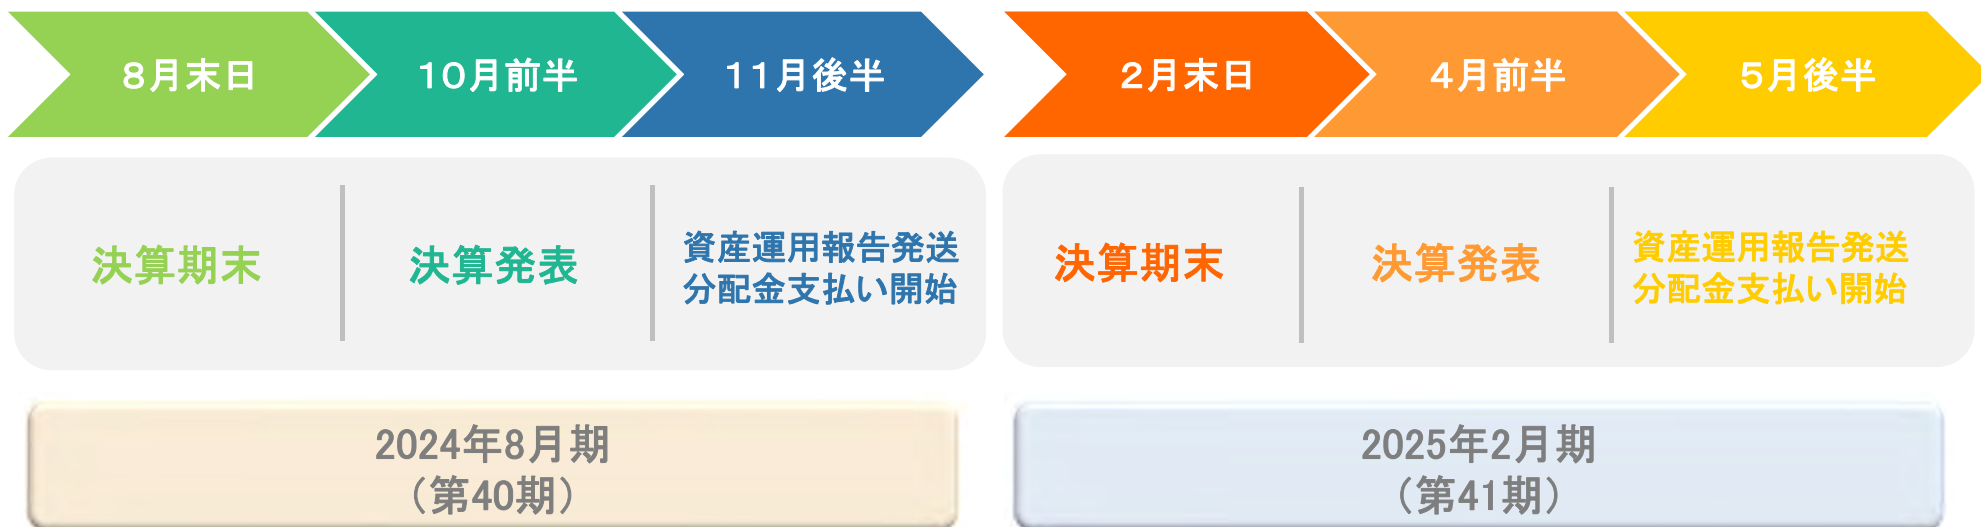 8月末日
10月前半
11月後半
2月末日
4月前半
5月後半
決算期末
決算発表
資産運用報告発送
分配金支払い開始
決算期末
決算発表
資産運用報告発送
分配金支払い開始
2024年8月期
（第40期）
2025年2月期
（第41期）